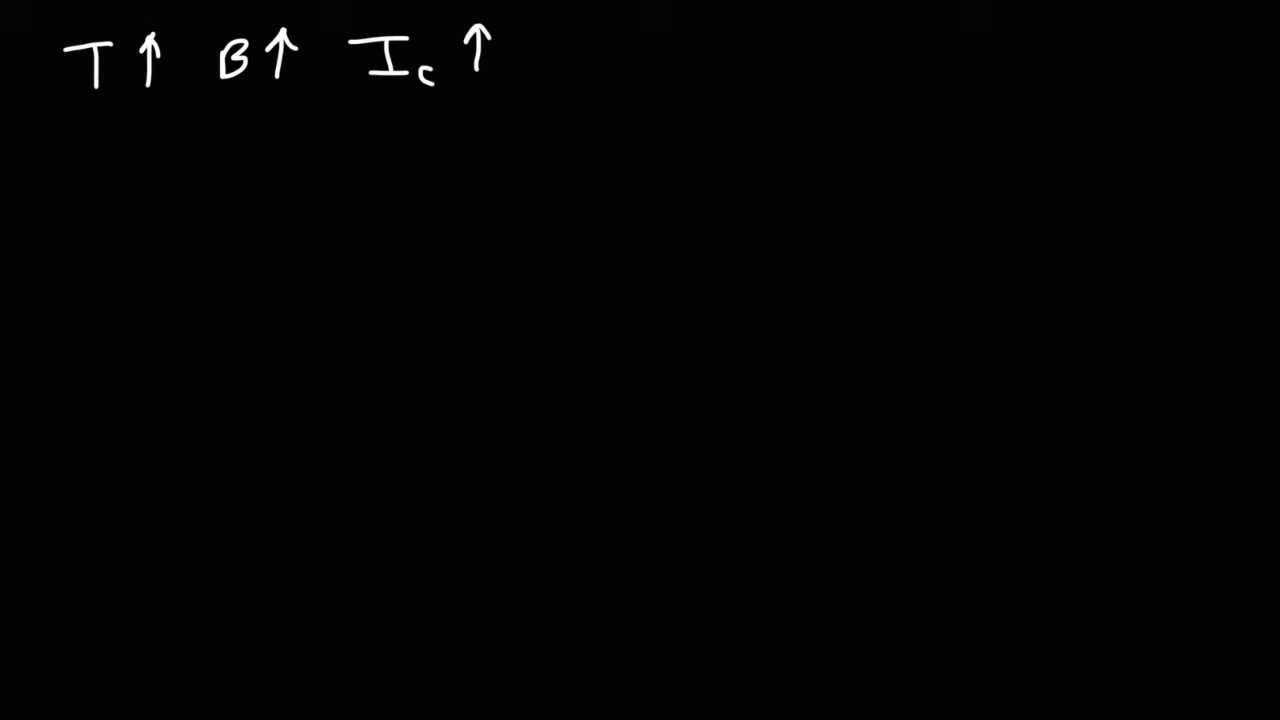 T ↑ B ↑ I_c ↑